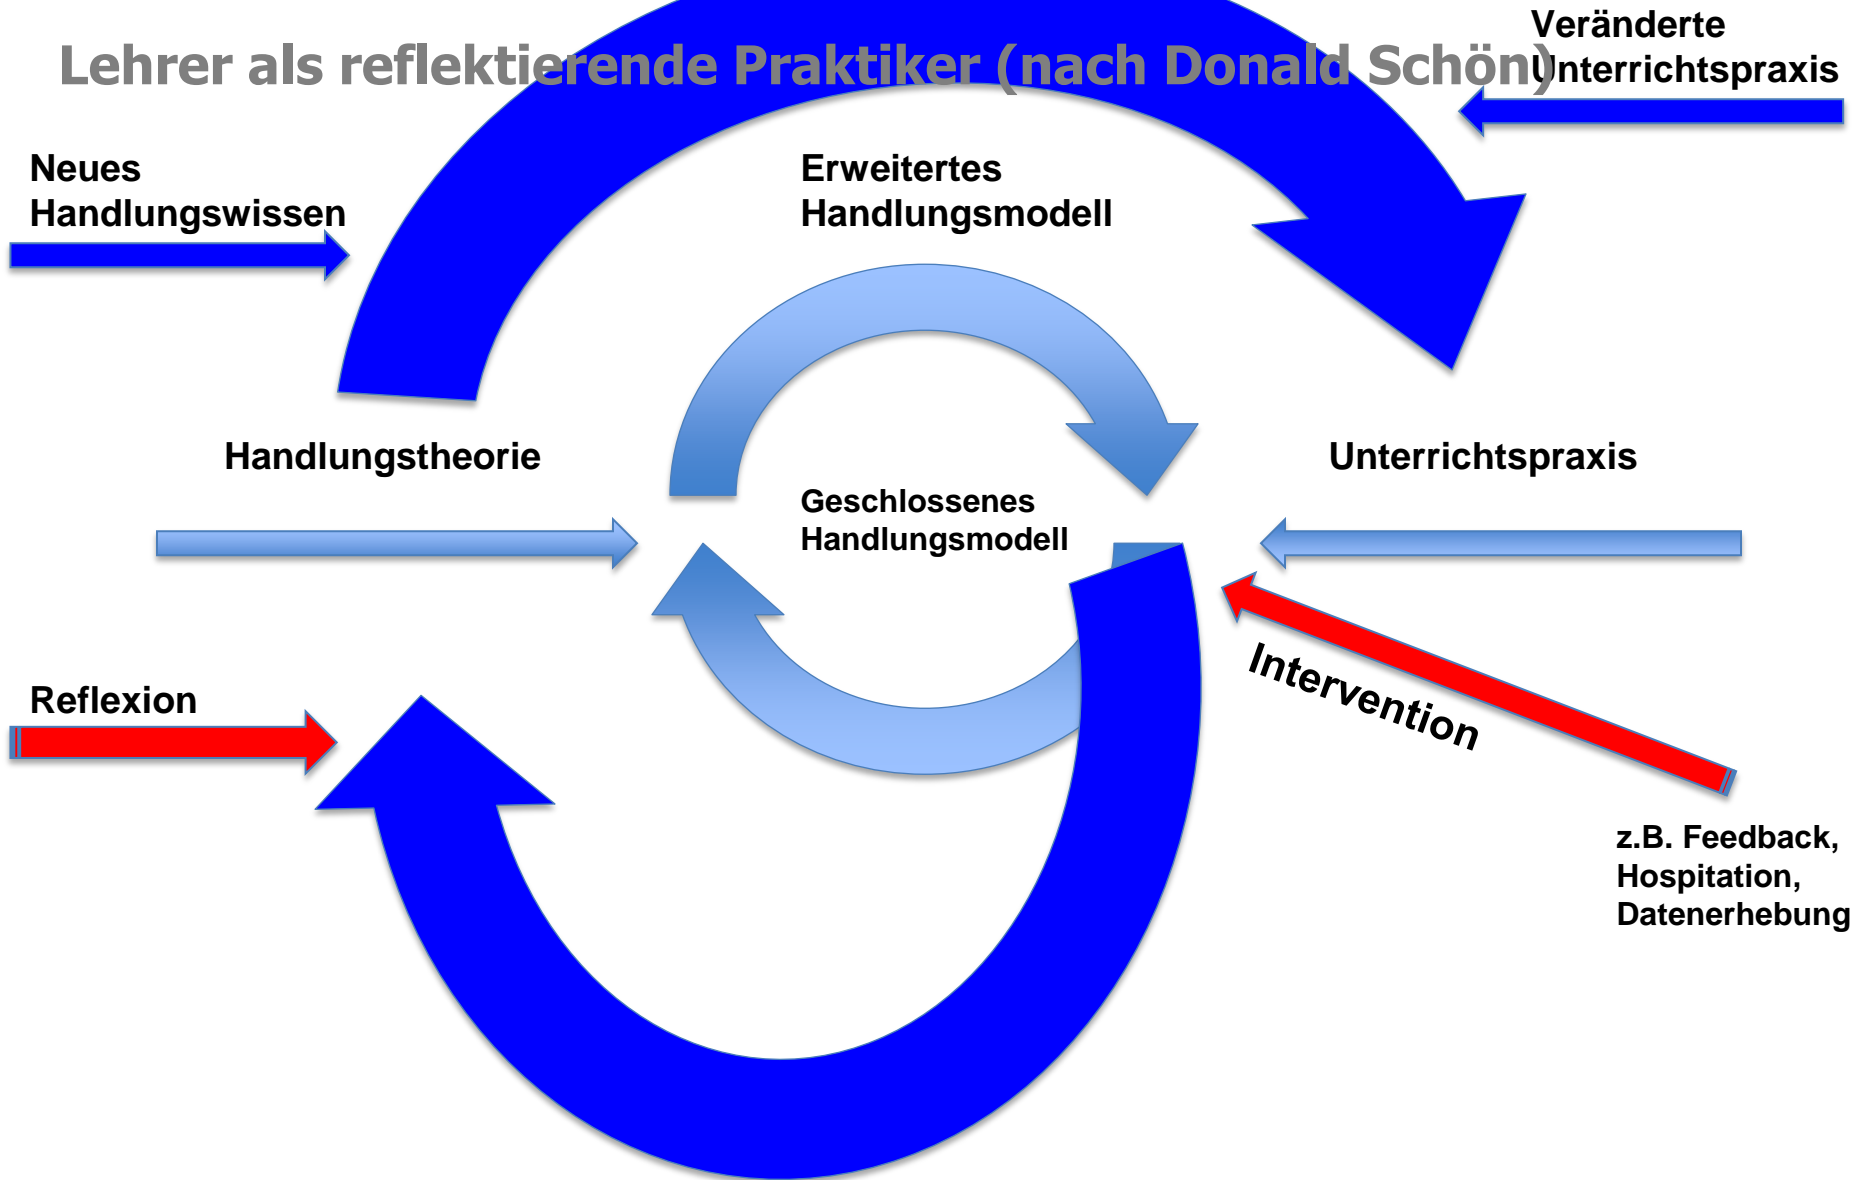 Lehrer als reflektierende Praktiker (nach Donald Schön)
Veränderte
Unterrichtspraxis
Neues
Handlungswissen
Erweitertes
Handlungsmodell
Handlungstheorie
Unterrichtspraxis
Geschlossenes
Handlungsmodell
Intervention
Reflexion
z.B. Feedback,
Hospitation,
Datenerhebung